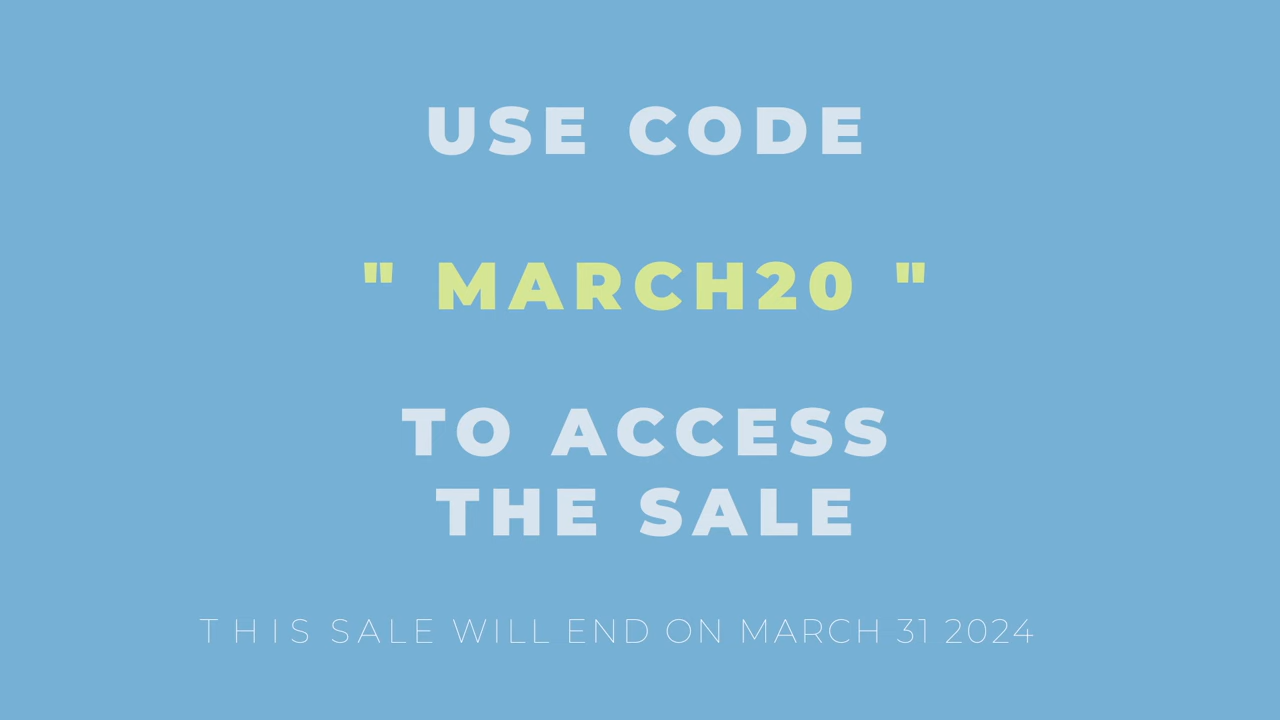 USE CODE
" MARCH20 "
TO ACCESS
THE SALE
THIS SALE WILL END ON MARCH 31 2024